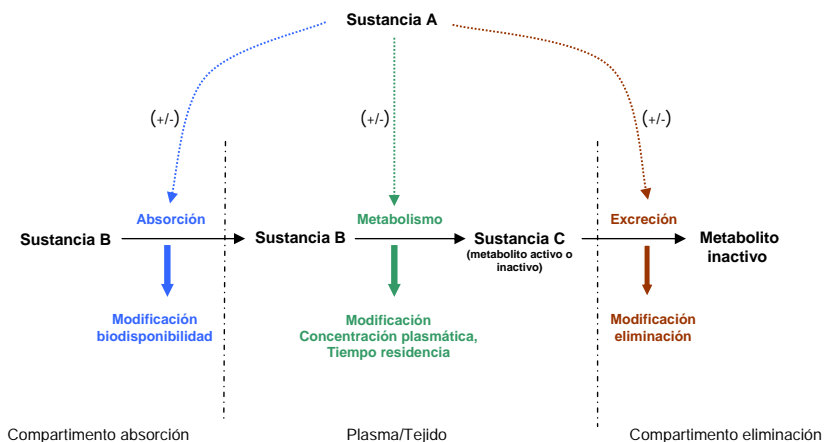 Sustancia A
(+/-)
(+/-)
(+/-)
Absorción
Metabolismo
Excreción
Sustancia B
Sustancia B
Sustancia C
(metabolito activo o
inactivo)
Metabolito
inactivo
Modificación
biodisponibilidad
Modificación
Concentración plasmática,
Tiempo residencia
Modificación
eliminación
Compartimento absorción
Plasma/Tejido
Compartimento eliminación